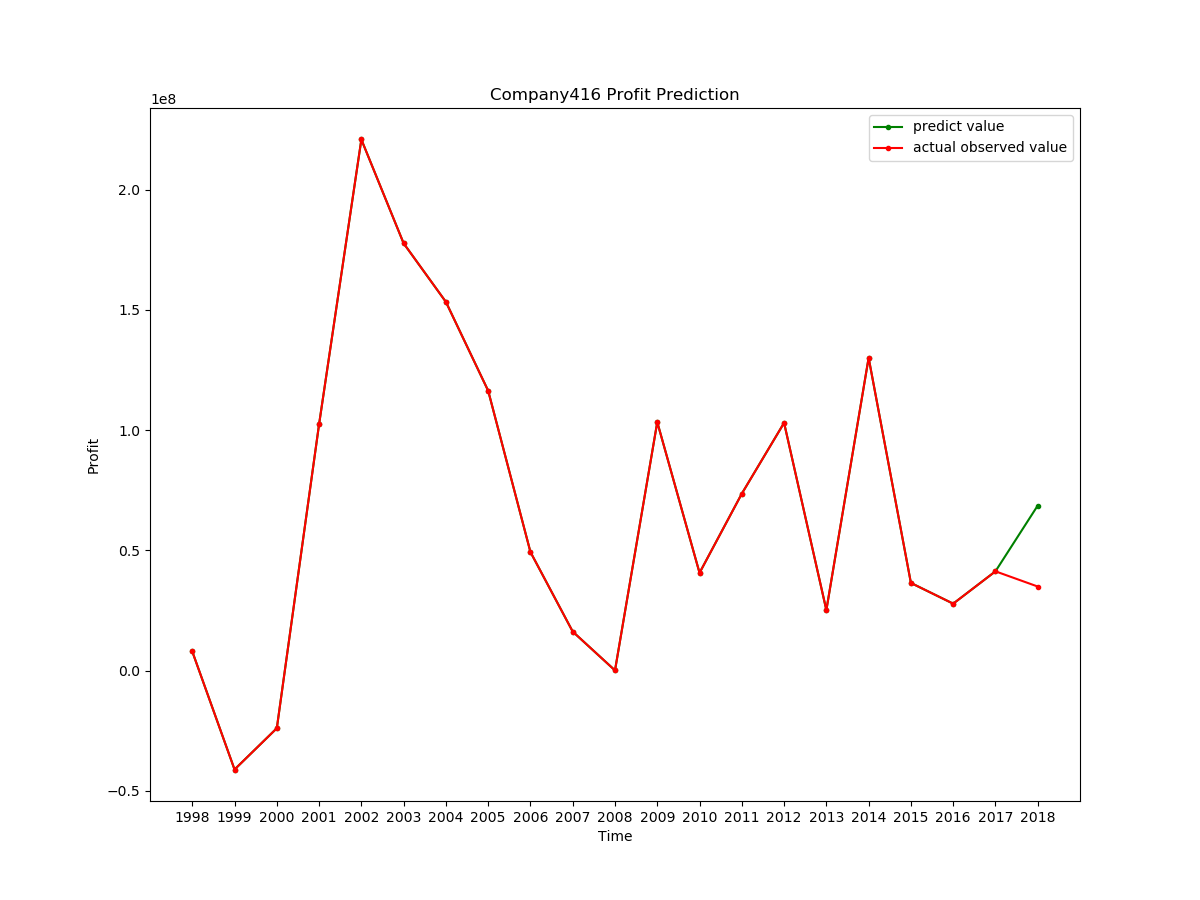 Company416 Profit Prediction
1e8
predict value
actual observed value
2.0
1.5
1.0
0.5
0.0
−0.5
Profit
1998 1999 2000 2001 2002 2003 2004 2005 2006 2007 2008 2009 2010 2011 2012 2013 2014 2015 2016 2017 2018
Time